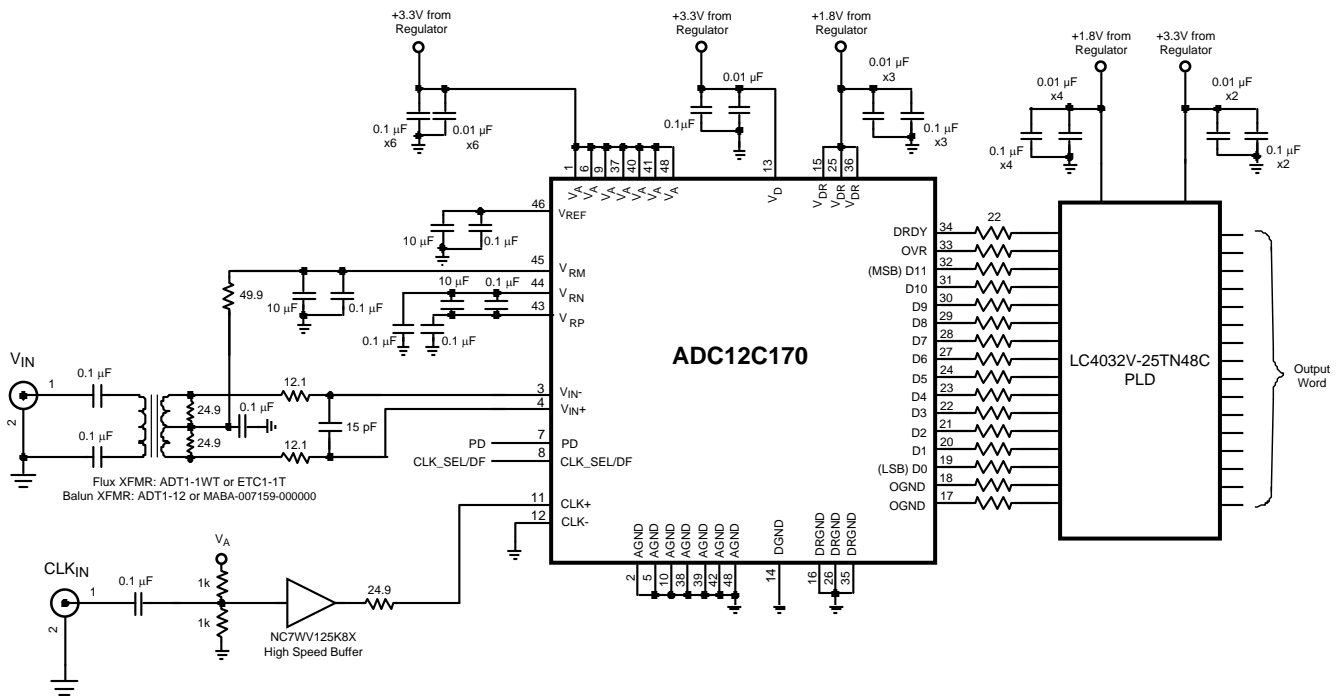 +3.3V from
Regulator
+3.3V from
Regulator
+1.8V from
Regulator
+1.8V from
Regulator
+3.3V from
Regulator
0.1 µF
x6
0.01 µF
x6
0.1µF
0.01 µF
0.01 µF
x3
0.1 µF
x3
0.01 µF
x4
0.1 µF
x4
0.01 µF
x2
0.1 µF
x2
1
6
9
37
40
41
48
13
15
25
36
VA
VA
VA
VA
VA
VA
VA
VD
VDR
VDR
VDR
46
VREF
10 µF
0.1 µF
45
VRM
44
VRN
43
VRP
49.9
10 µF
0.1 µF
10 µF
0.1 µF
0.1 µF
0.1 µF
ADC12C170
VIN
1
2
0.1 µF
0.1 µF
24.9
24.9
0.1 µF
12.1
12.1
15 pF
3
VIN-
4
VIN+
PD
7
PD
CLK_SEL/DF
8
CLK_SEL/DF
Flux XFMR: ADT1-1WT or ETC1-1T
Balun XFMR: ADT1-12 or MABA-007159-000000
11
CLK+
12
CLK-
22
DRDY
34
OVR
33
(MSB) D11
32
D10
31
D9
30
D8
29
D7
28
D6
27
D5
24
D4
23
D3
22
D2
21
D1
20
(LSB) D0
19
OGND
18
OGND
17
LC4032V-25TN48C
PLD
Output
Word
AGND
AGND
AGND
AGND
AGND
AGND
AGND
DGND
DRGND
DRGND
DRGND
2
5
10
38
39
42
48
14
16
26
35
CLKIN
1
2
0.1 µF
VA
1k
1k
24.9
NC7WV125K8X
High Speed Buffer